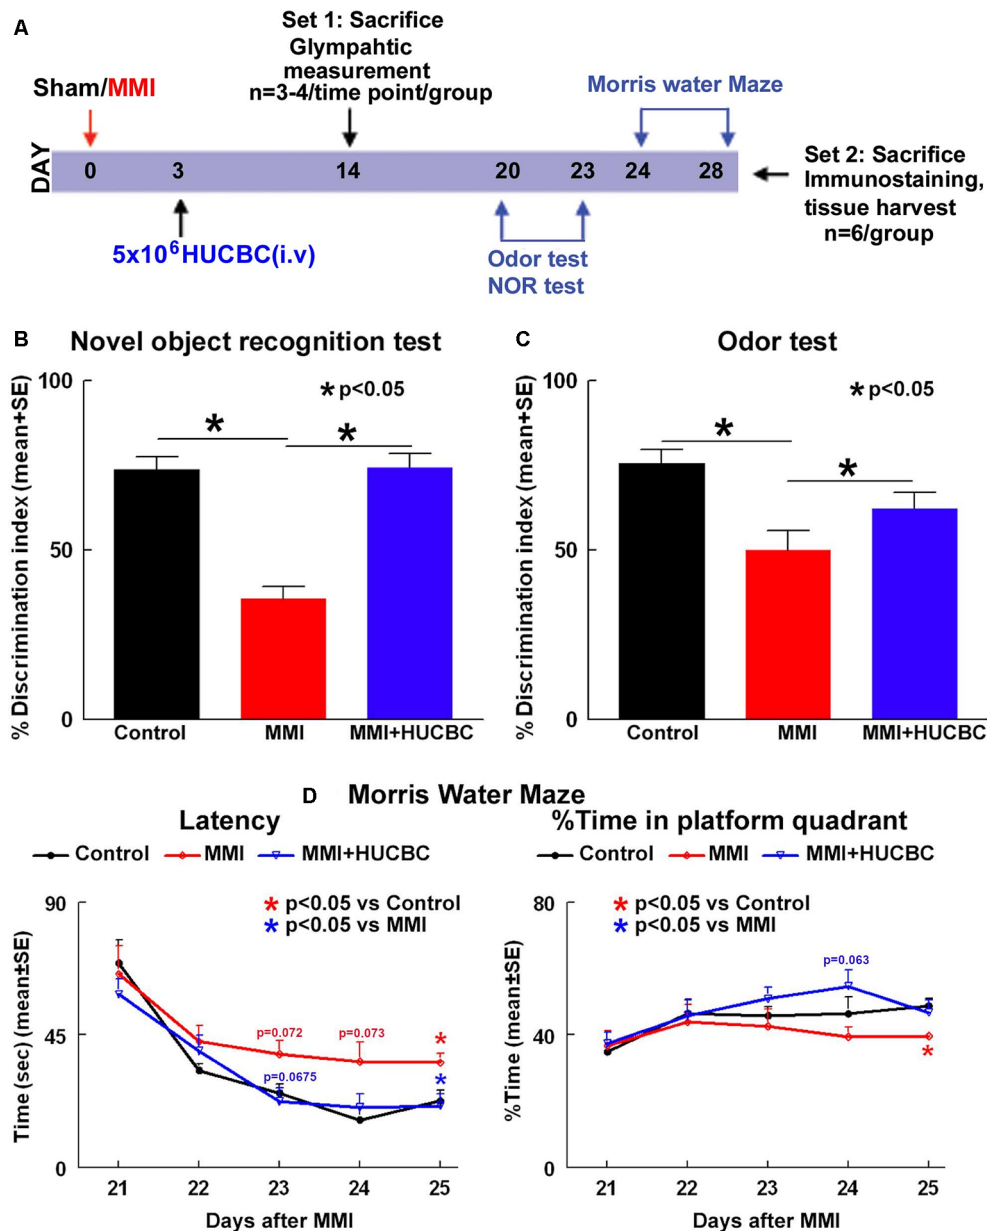 A
Set 1: Sacrifice
Glympahtic
measurement
n=3-4/time point/group
Sham/MMI
Morris water Maze
DAY
0 3 14 20 23 24 28
Set 2: Sacrifice
Immunostaining,
tissue harvest
n=6/group
5x10^6HUCBC(i.v)
Odor test
NOR test
B
Novel object recognition test
* p<0.05
% Discrimination index (mean+SE)
100
50
0
*
*
Control MMI MMI+HUCBC
C
Odor test
* p<0.05
% Discrimination index (mean+SE)
100
50
0
*
*
Control MMI MMI+HUCBC
D Morris Water Maze
Latency
Control MMI MMI+HUCBC
* p<0.05 vs Control
* p<0.05 vs MMI
Time (sec) (mean±SE)
90
45
0
p=0.072 p=0.073 *
p=0.0675 *
21 22 23 24 25
Days after MMI
%Time in platform quadrant
Control MMI MMI+HUCBC
* p<0.05 vs Control
* p<0.05 vs MMI
%Time (mean±SE)
80
40
0
p=0.063
*
21 22 23 24 25
Days after MMI